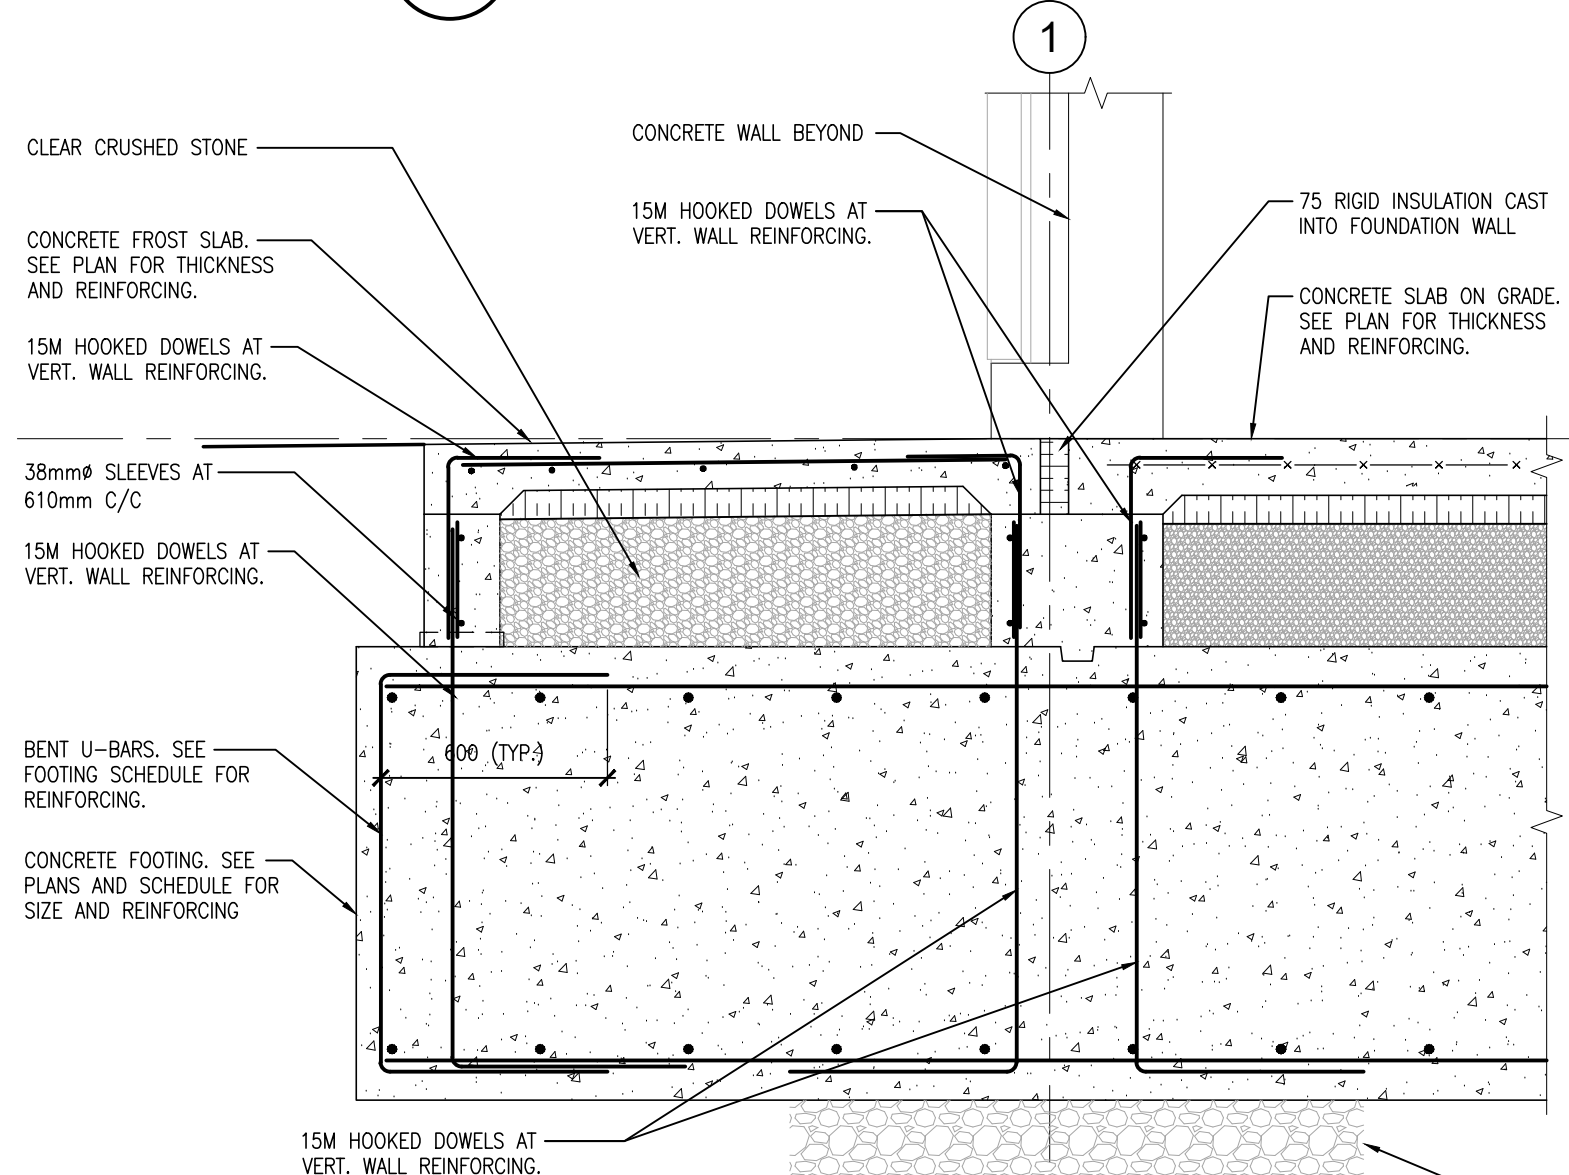 1
CLEAR CRUSHED STONE
CONCRETE WALL BEYOND
15M HOOKED DOWELS AT
VERT. WALL REINFORCING.
75 RIGID INSULATION CAST
INTO FOUNDATION WALL
CONCRETE FROST SLAB.
SEE PLAN FOR THICKNESS
AND REINFORCING.
CONCRETE SLAB ON GRADE.
SEE PLAN FOR THICKNESS
AND REINFORCING.
15M HOOKED DOWELS AT
VERT. WALL REINFORCING.
38mmø SLEEVES AT
610mm C/C
15M HOOKED DOWELS AT
VERT. WALL REINFORCING.
600 (TYP.)
BENT U-BARS. SEE
FOOTING SCHEDULE FOR
REINFORCING.
CONCRETE FOOTING. SEE
PLANS AND SCHEDULE FOR
SIZE AND REINFORCING
15M HOOKED DOWELS AT
VERT. WALL REINFORCING.